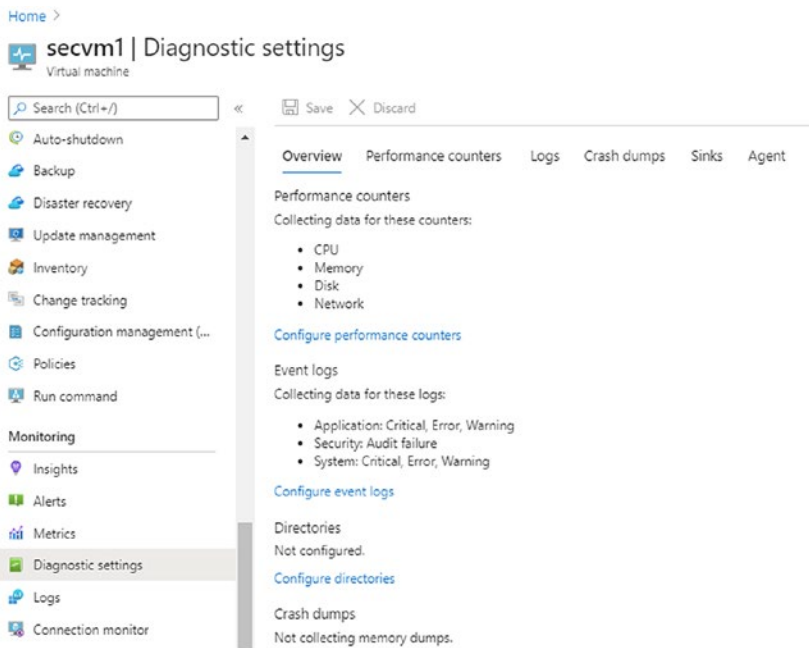 Home >
secvm1 | Diagnostic settings
Virtual machine
Search (Ctrl+/)
«
Auto-shutdown
Backup
Disaster recovery
Update management
Inventory
Change tracking
Configuration management (...
Policies
Run command
Monitoring
Insights
Alerts
Metrics
Diagnostic settings
Logs
Connection monitor
Save Discard
Overview Performance counters Logs Crash dumps Sinks Agent
Performance counters
Collecting data for these counters:
• CPU
• Memory
• Disk
• Network
Configure performance counters
Event logs
Collecting data for these logs:
• Application: Critical, Error, Warning
• Security: Audit failure
• System: Critical, Error, Warning
Configure event logs
Directories
Not configured.
Configure directories
Crash dumps
Not collecting memory dumps.